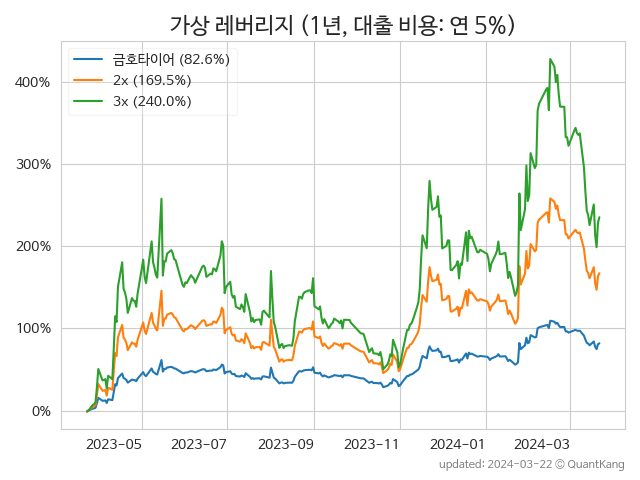 가상 레버리지 (1년, 대출 비용: 연 5%)
금호타이어 (82.6%)
2x (169.5%)
3x (240.0%)
400%
300%
200%
100%
0%
2023-05 2023-07 2023-09 2023-11 2024-01 2024-03
updated: 2024-03-22 © QuantKang